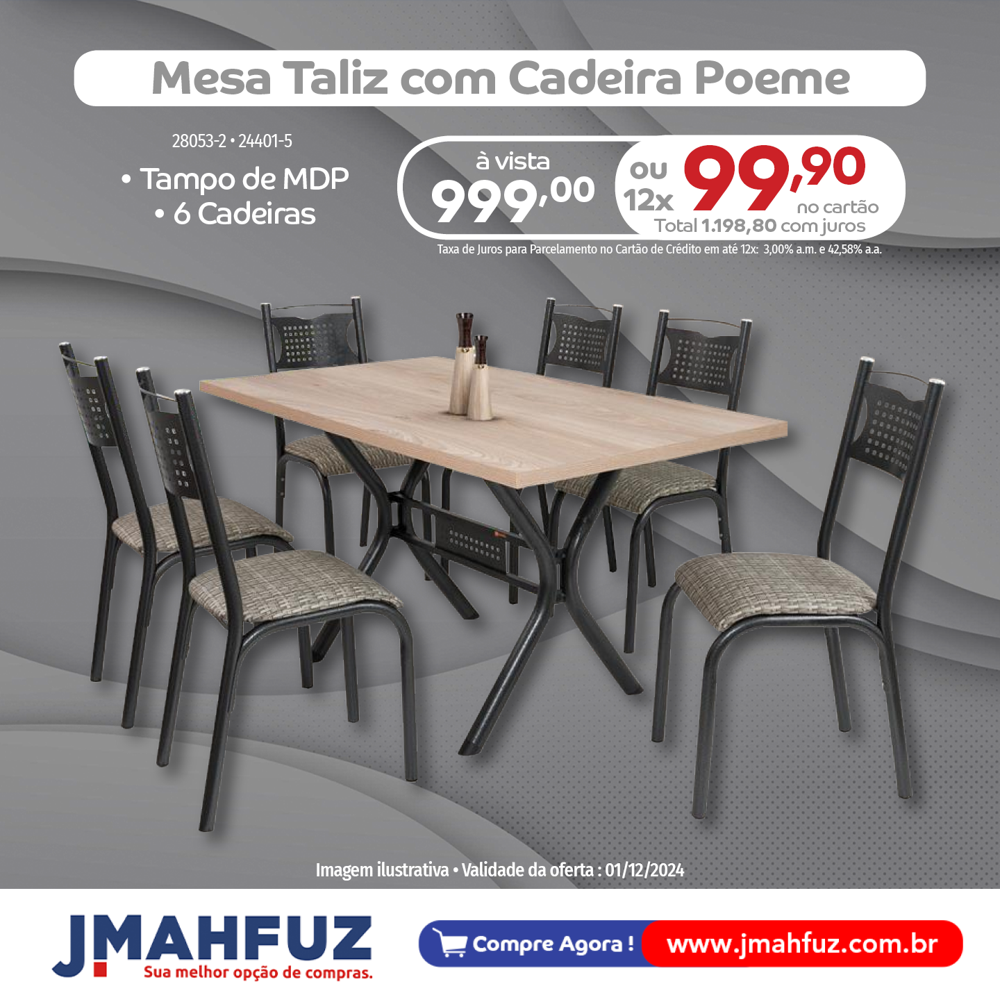 Mesa Taliz com Cadeira Poeme
28053-2 • 24401-5
• Tampo de MDP
• 6 Cadeiras
à vista
999,00
ou
12x
99,90
no cartão
Total 1.198,80 com juros
Taxa de Juros para Parcelamento no Cartão de Crédito em até 12x: 3,00% a.m. e 42,58% a.a.
Imagem ilustrativa • Validade da oferta : 01/12/2024
JMAHFUZ
Sua melhor opção de compras.
Compre Agora !
www.jmahfuz.com.br